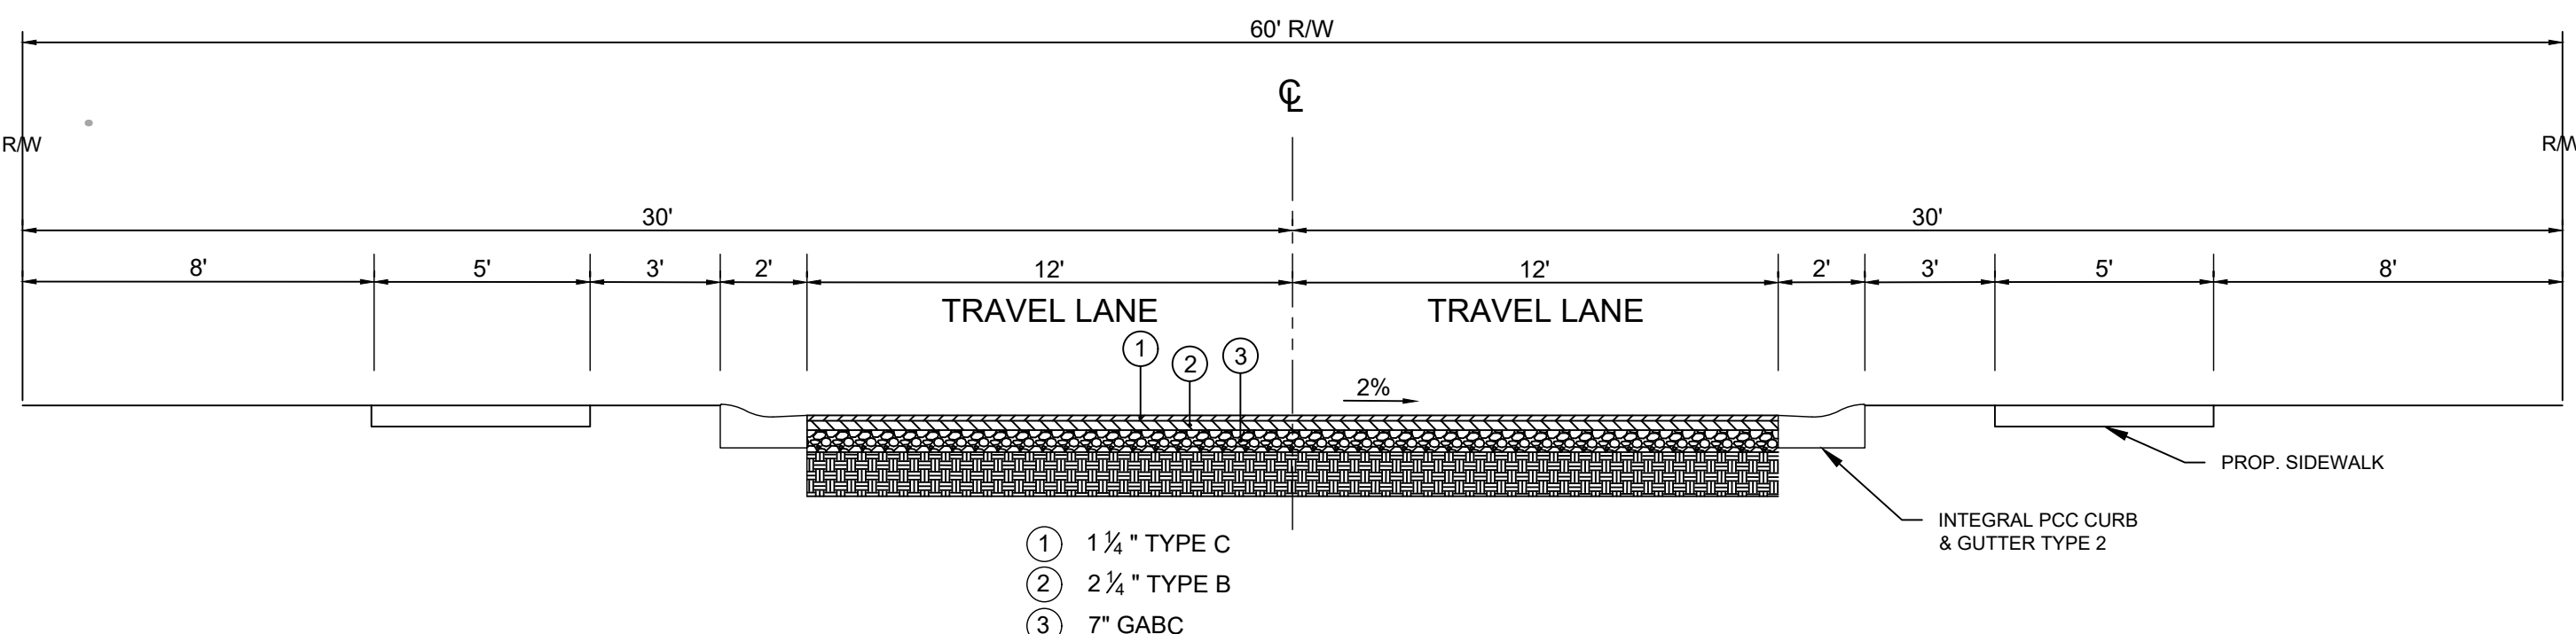 60' R/W
℄
R/W R/W
30' 30'
8' 5' 3' 2' 12' 12' 2' 3' 5' 8'
TRAVEL LANE TRAVEL LANE
1 2 3
2%
PROP. SIDEWALK
INTEGRAL PCC CURB
& GUTTER TYPE 2
1 1 ¼ " TYPE C
2 2 ¼ " TYPE B
3 7" GABC